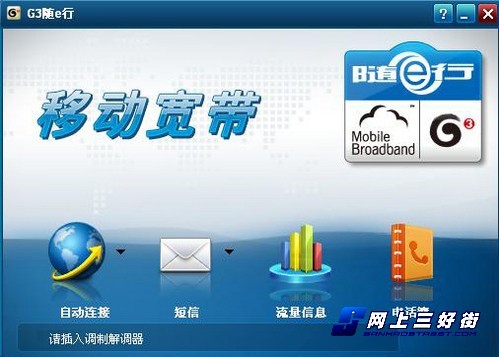 G3随e行
移动宽带
随e行
Mobile
Broadband
G3
自动连接
短信
流量信息
电话簿
网上三好街
SANHAOSTREET.COM
请插入调制解调器